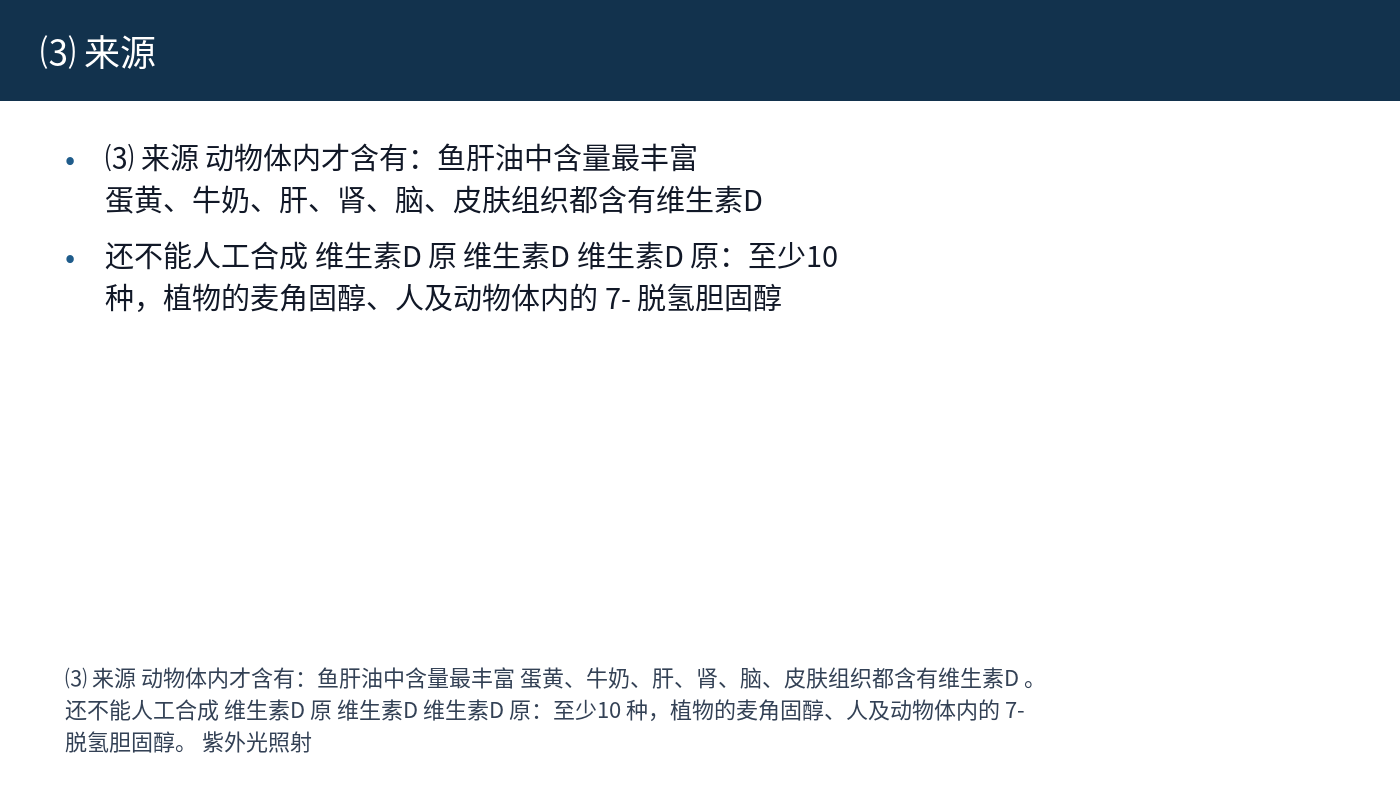 ⑶ 来源
• ⑶ 来源 动物体内才含有：鱼肝油中含量最丰富
蛋黄、牛奶、肝、肾、脑、皮肤组织都含有维生素D
• 还不能人工合成 维生素D 原 维生素D 维生素D 原：至少10
种，植物的麦角固醇、人及动物体内的 7- 脱氢胆固醇
⑶ 来源 动物体内才含有：鱼肝油中含量最丰富 蛋黄、牛奶、肝、肾、脑、皮肤组织都含有维生素D 。
还不能人工合成 维生素D 原 维生素D 维生素D 原：至少10 种，植物的麦角固醇、人及动物体内的 7-
脱氢胆固醇。 紫外光照射